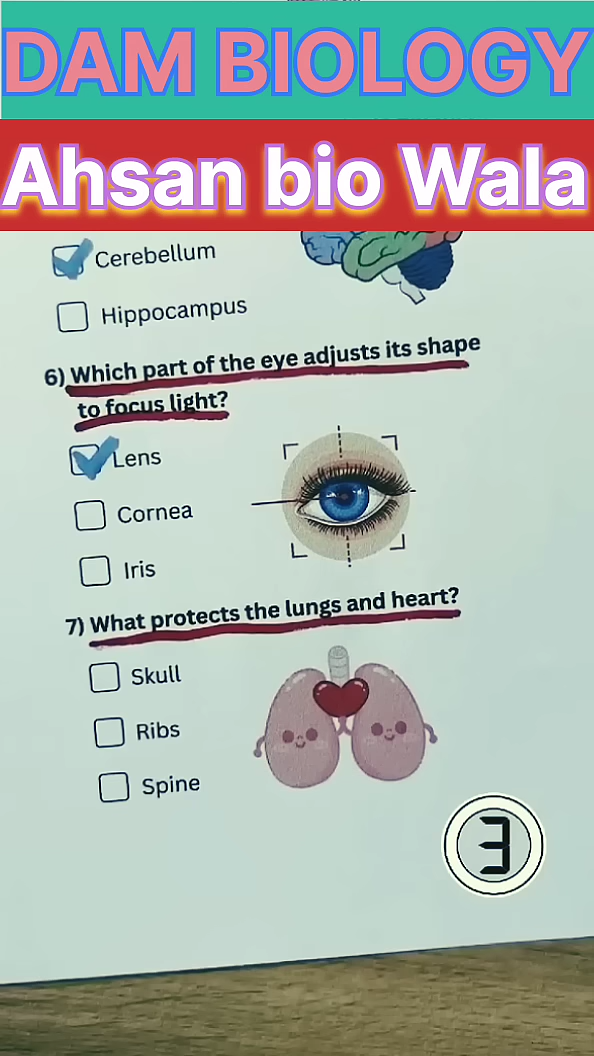 DAM BIOLOGY
Ahsan bio Wala
Cerebellum
Hippocampus
6) Which part of the eye adjusts its shape
to focus light?
Lens
Cornea
Iris
7) What protects the lungs and heart?
Skull
Ribs
Spine
3